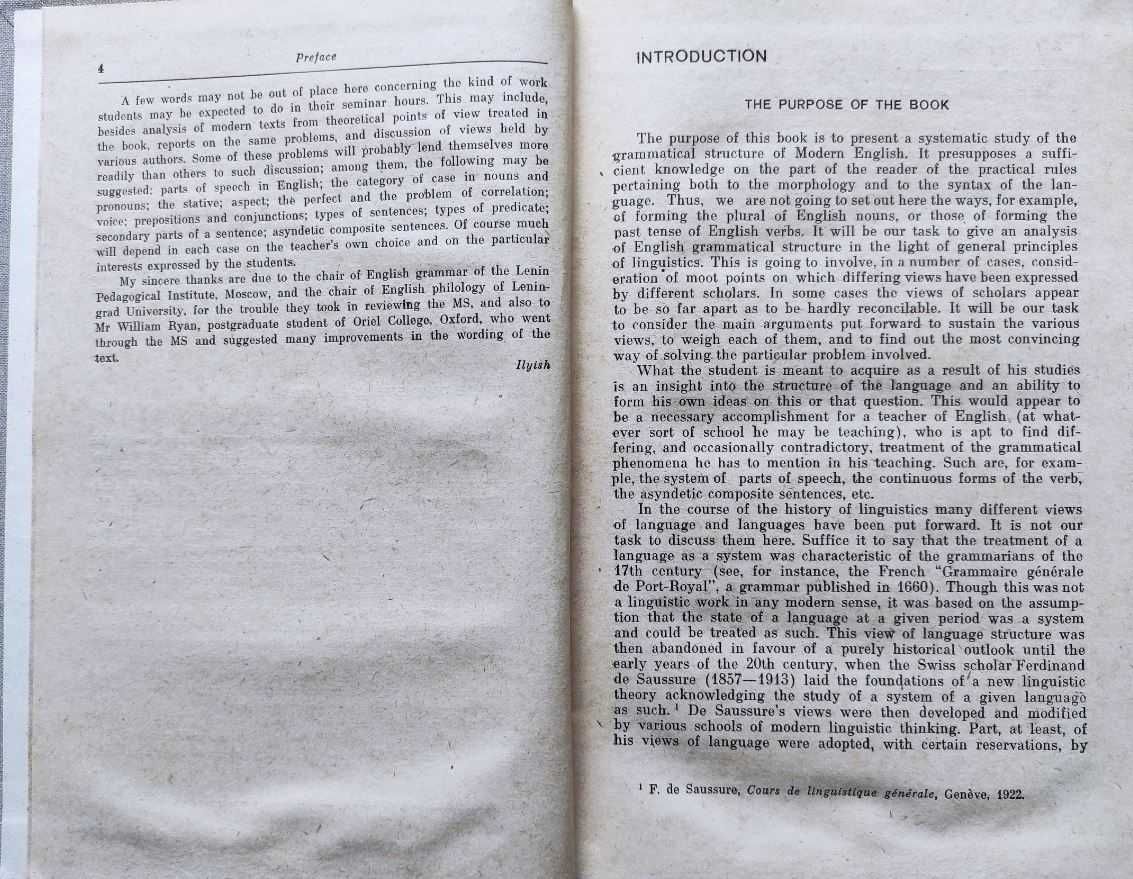 4
Preface
A few words may not be out of place here concerning the kind of work
students may be expected to do in their seminar hours. This may include,
besides analysis of modern texts from theoretical points of view treated in
the book, reports on the same problems, and discussion of views held by
various authors. Some of these problems will probably lend themselves more
readily than others to such discussion; among them, the following may be
suggested: parts of speech in English; the category of case in nouns and
pronouns; the stative; aspect; the perfect and the problem of correlation;
voice; prepositions and conjunctions; types of sentences; types of predicate;
secondary parts of a sentence; asyndetic composite sentences. Of course much
will depend in each case on the teacher's own choice and on the particular
interests expressed by the students.
My sincere thanks are due to the chair of English grammar of the Lenin
Pedagogical Institute, Moscow, and the chair of English philology of Lenin-
grad University, for the trouble they took in reviewing the MS, and also to
Mr William Ryan, postgraduate student of Oriel College, Oxford, who went
through the MS and suggested many improvements in the wording of the
text.
Ilyish
INTRODUCTION
THE PURPOSE OF THE BOOK
The purpose of this book is to present a systematic study of the
grammatical structure of Modern English. It presupposes a suffi-
cient knowledge on the part of the reader of the practical rules
pertaining both to the morphology and to the syntax of the lan-
guage. Thus, we are not going to set out here the ways, for example,
of forming the plural of English nouns, or those of forming the
past tense of English verbs. It will be our task to give an analysis
of English grammatical structure in the light of general principles
of linguistics. This is going to involve, in a number of cases, consid-
eration of moot points on which differing views have been expressed
by different scholars. In some cases the views of scholars appear
to be so far apart as to be hardly reconcilable. It will be our task
to consider the main arguments put forward to sustain the various
views, to weigh each of them, and to find out the most convincing
way of solving the particular problem involved.
What the student is meant to acquire as a result of his studies
is an insight into the structure of the language and an ability to
form his own ideas on this or that question. This would appear to
be a necessary accomplishment for a teacher of English (at what-
ever sort of school he may be teaching), who is apt to find dif-
fering, and occasionally contradictory, treatment of the grammatical
phenomena he has to mention in his teaching. Such are, for exam-
ple, the system of parts of speech, the continuous forms of the verb,
the asyndetic composite sentences, etc.
In the course of the history of linguistics many different views
of language and languages have been put forward. It is not our
task to discuss them here. Suffice it to say that the treatment of a
language as a system was characteristic of the grammarians of the
17th century (see, for instance, the French “Grammaire générale
de Port-Royal”, a grammar published in 1660). Though this was not
a linguistic work in any modern sense, it was based on the assump-
tion that the state of a language at a given period was a system
and could be treated as such. This view of language structure was
then abandoned in favour of a purely historical outlook until the
early years of the 20th century, when the Swiss scholar Ferdinand
de Saussure (1857—1913) laid the foundations of a new linguistic
theory acknowledging the study of a system of a given language
as such. ¹ De Saussure's views were then developed and modified
by various schools of modern linguistic thinking. Part, at least, of
his views of language were adopted, with certain reservations, by
¹ F. de Saussure, Cours de linguistique générale, Genève, 1922.